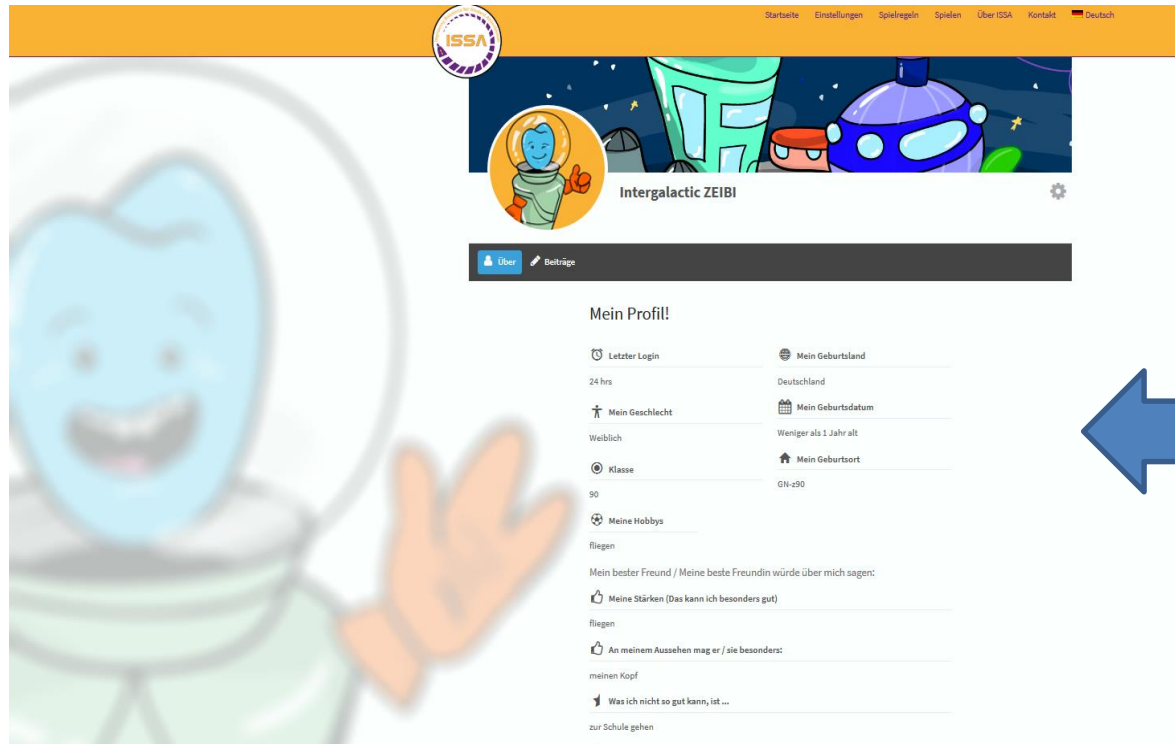 Startseite Einstellungen Spielregeln Spielen Über ISSA Kontakt Deutsch
ISSA
Intergalactic ZEIBI
Über Beiträge
Mein Profil!
Letzter Login
24 hrs
Mein Geschlecht
Weiblich
Klasse
90
Meine Hobbys
fliegen
Mein Geburtsland
Deutschland
Mein Geburtsdatum
Weniger als 1 Jahr alt
Mein Geburtsort
GN-z90
Mein bester Freund / Meine beste Freundin würde über mich sagen:
Meine Stärken (Das kann ich besonders gut)
fliegen
An meinem Aussehen mag er / sie besonders:
meinen Kopf
Was ich nicht so gut kann, ist ...
zur Schule gehen